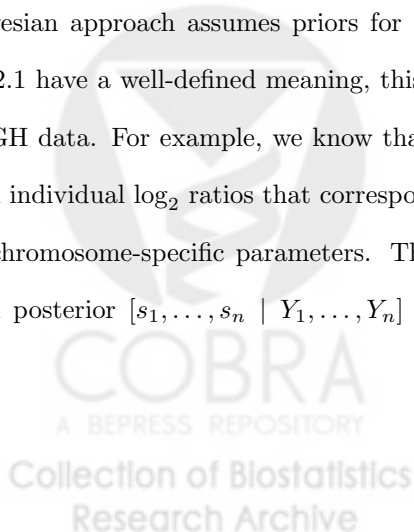 esian approach assumes priors for
2.1 have a well-defined meaning, this
GH data. For example, we know tha
individual log₂ ratios that correspo
chromosome-specific parameters. Th
posterior [s₁, . . . , sₙ | Y₁, . . . , Yₙ]
COBRA
A BEPRESS REPOSITORY
Collection of Biostatistics
Research Archive